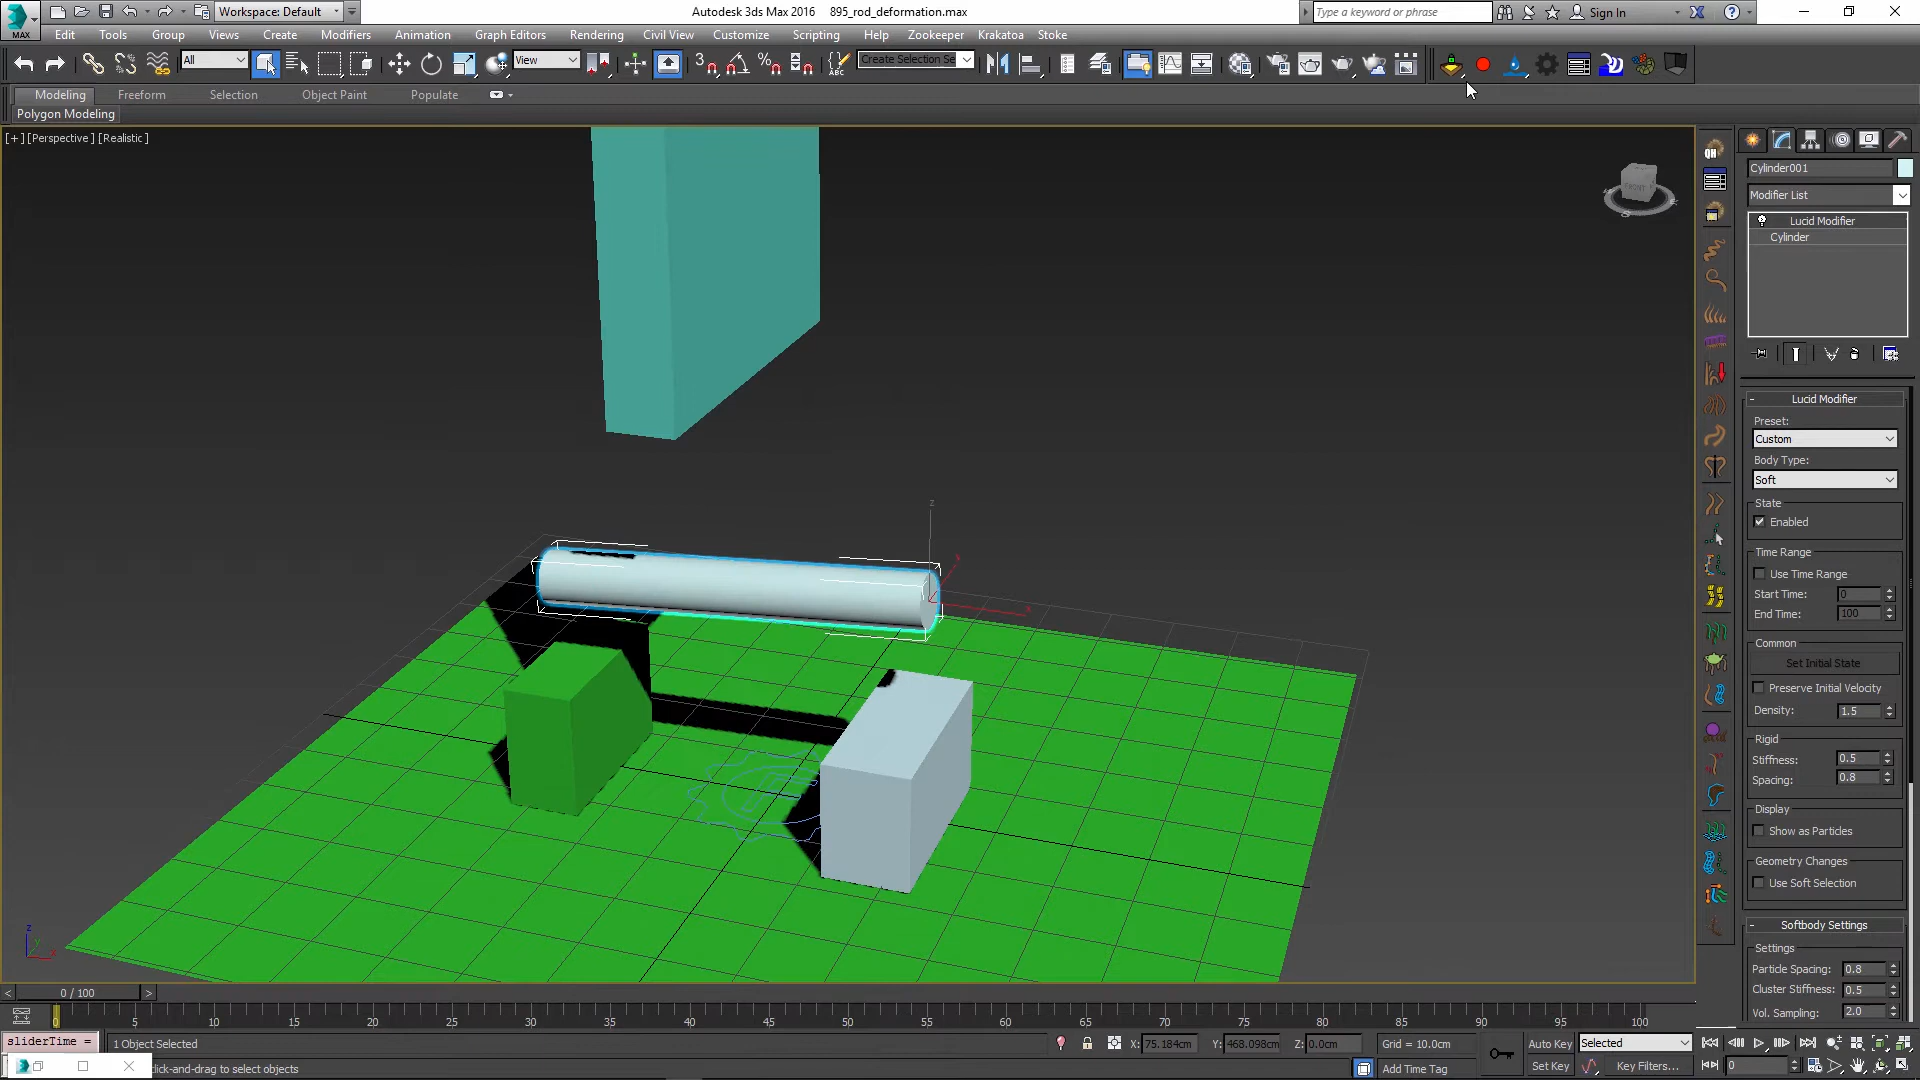 MAX
Workspace: Default
Autodesk 3ds Max 2016 895_rod_deformation.max
Type a keyword or phrase
Sign In
Edit Tools Group Views Create Modifiers Animation Graph Editors Rendering Civil View Customize Scripting Help Zookeeper Krakatoa Stoke
All
View
3
ABC
Create Selection Se
Modeling Freeform Selection Object Paint Populate
Polygon Modeling
[+] [Perspective ] [Realistic ]
FRONT
QH
Cylinder001
Modifier List
Lucid Modifier
Cylinder
- Lucid Modifier
Preset:
Custom
Body Type:
Soft
State
Enabled
Time Range
Use Time Range
Start Time: 0
End Time: 100
Common
Set Initial State
Preserve Initial Velocity
Density: 1.5
Rigid
Stiffness: 0.5
Spacing: 0.8
Display
Show as Particles
Geometry Changes
Use Soft Selection
- Softbody Settings
Settings
Particle Spacing: 0.8
Cluster Stiffness: 0.5
Vol. Sampling: 2.0
z
x
z
y
x
< 0 / 100 >
0 5 10 15 20 25 30 35 40 45 50 55 60 65 70 75 80 85 90 95 100
sliderTime =
1 Object Selected
X: 75.184cm Y: 468.098cm Z: 0.0cm Grid = 10.0cm
Auto Key Selected
click-and-drag to select objects
Add Time Tag
Set Key Key Filters... 0